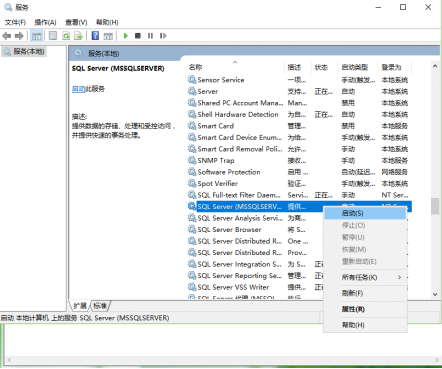 服务
文件(F) 操作(A) 查看(V) 帮助(H)
服务(本地)
服务(本地)
SQL Server (MSSQLSERVER)
启动此服务
描述:
提供数据的存储、处理和受控访问,
并提供快速的事务处理。
名称 描述 状态 启动类型 登录为
Sensor Service 一项... 手动(触发... 本地系统
Server 支持... 正在... 自动 本地系统
Shared PC Account Mana... Man... 禁用 本地系统
Shell Hardware Detection 为自... 正在... 自动 本地系统
Smart Card 管理... 禁用 本地服务
Smart Card Device Enum... 为给... 手动(触发... 本地系统
Smart Card Removal Poli... 允许... 手动 本地系统
SNMP Trap 接收... 手动 本地服务
Software Protection 启用 ... 自动(延迟... 网络服务
Spot Verifier 验证... 手动(触发... 本地系统
SQL Full-text Filter Daem... Servi... 正在... 手动 NT Ser...
SQL Server (MSSQLSERV... 提供...
SQL Server Analysis Servi... 为商...
SQL Server Browser 将 S...
SQL Server Distributed R... One ...
SQL Server Distributed R... Prov...
SQL Server Integration S... 为 S... 正在
SQL Server Reporting Se... 管理... 正在
SQL Server VSS Writer 提供... 正在
SQL Server 代理 (MSSQL...
启动(S)
停止(O)
暂停(U)
恢复(M)
重新启动(E)
所有任务(K)
刷新(F)
属性(R)
帮助(H)
扩展 标准
启动 本地计算机 上的服务 SQL Server (MSSQLSERVER)